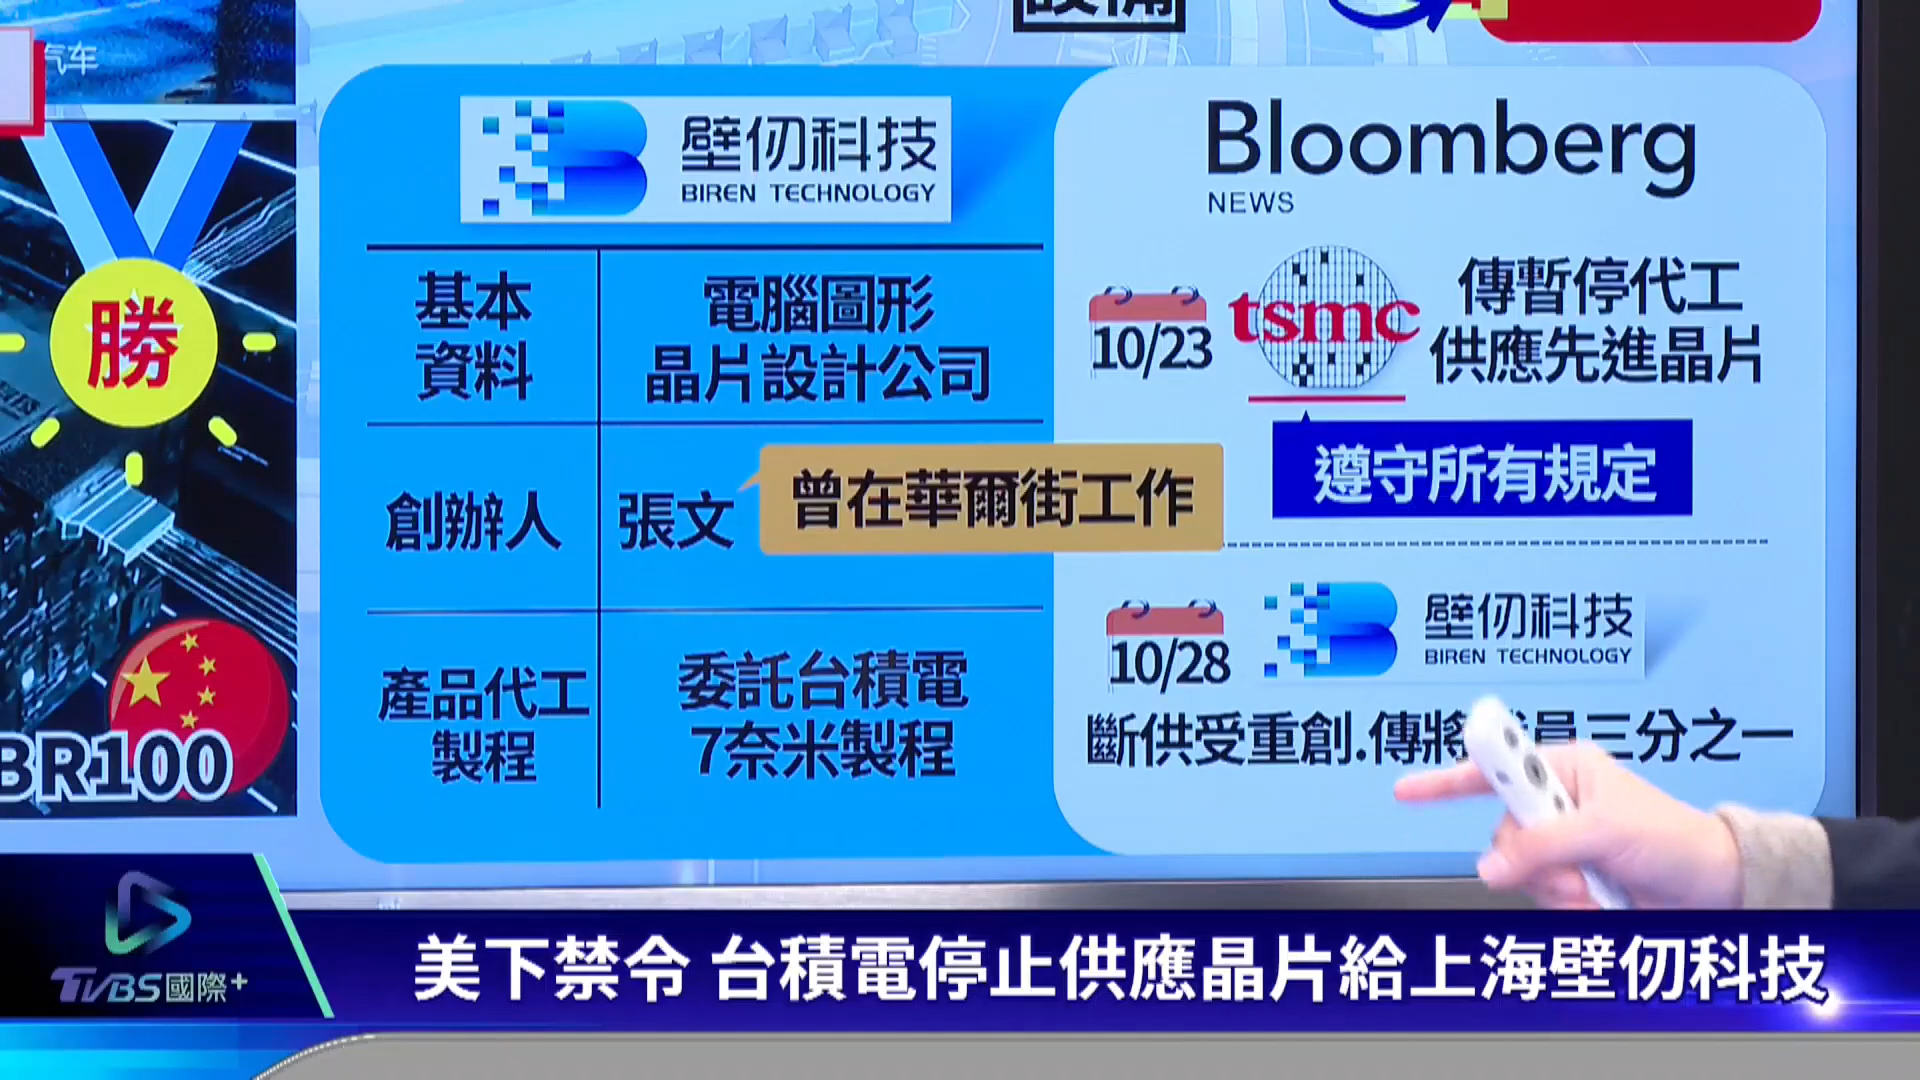 汽车
勝
BR100
壁仞科技
BIREN TECHNOLOGY
基本
資料
電腦圖形
晶片設計公司
創辦人
張文
曾在華爾街工作
產品代工
製程
委託台積電
7奈米製程
Bloomberg
NEWS
10/23
tsmc
傳暫停代工
供應先進晶片
遵守所有規定
10/28
壁仞科技
BIREN TECHNOLOGY
斷供受重創.傳將 員三分之一
TVBS國際+
美下禁令 台積電停止供應晶片給上海壁仞科技